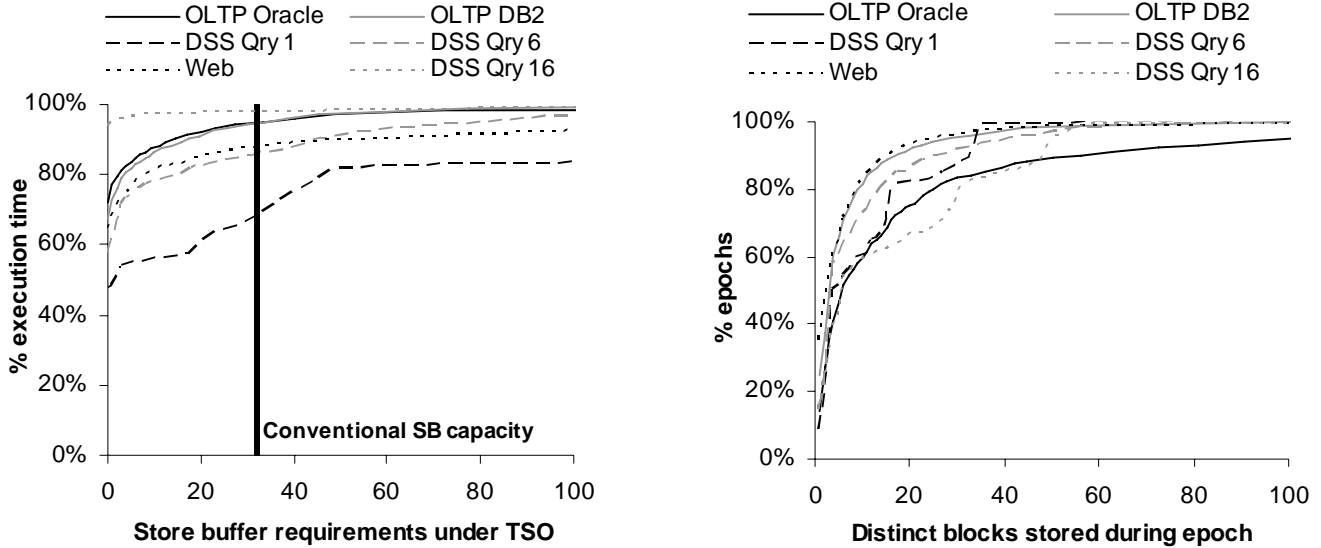 OLTP Oracle OLTP DB2
DSS Qry 1 DSS Qry 6
Web DSS Qry 16
100%
80%
60%
40%
20%
0%
% execution time
Conventional SB capacity
0 20 40 60 80 100
Store buffer requirements under TSO
OLTP Oracle OLTP DB2
DSS Qry 1 DSS Qry 6
Web DSS Qry 16
100%
80%
60%
40%
20%
0%
% epochs
0 20 40 60 80 100
Distinct blocks stored during epoch